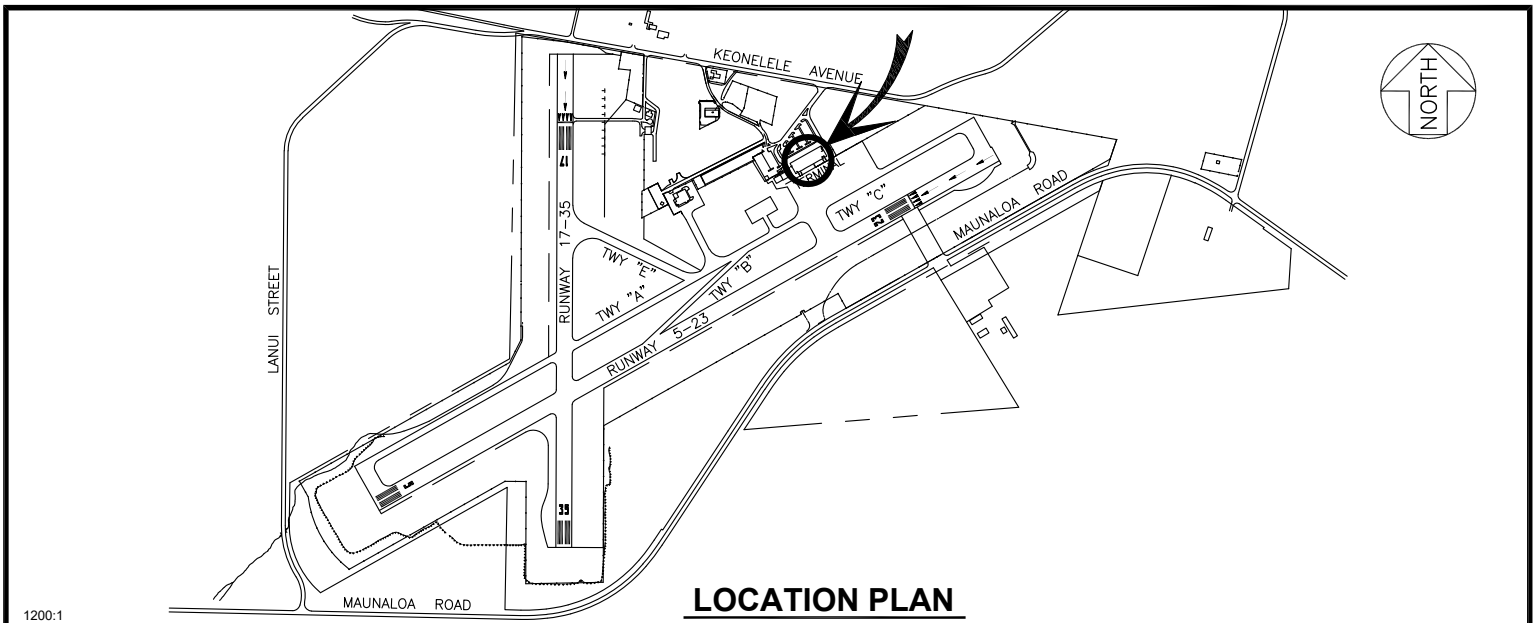 KEONELELE AVENUE
NORTH
17
TERMINAL
TWY "C"
23
MAUNALOA ROAD
RUNWAY 17-35
TWY "E"
TWY "A"
TWY "B"
RUNWAY 5-23
LANUI STREET
5
35
MAUNALOA ROAD
LOCATION PLAN
1200:1